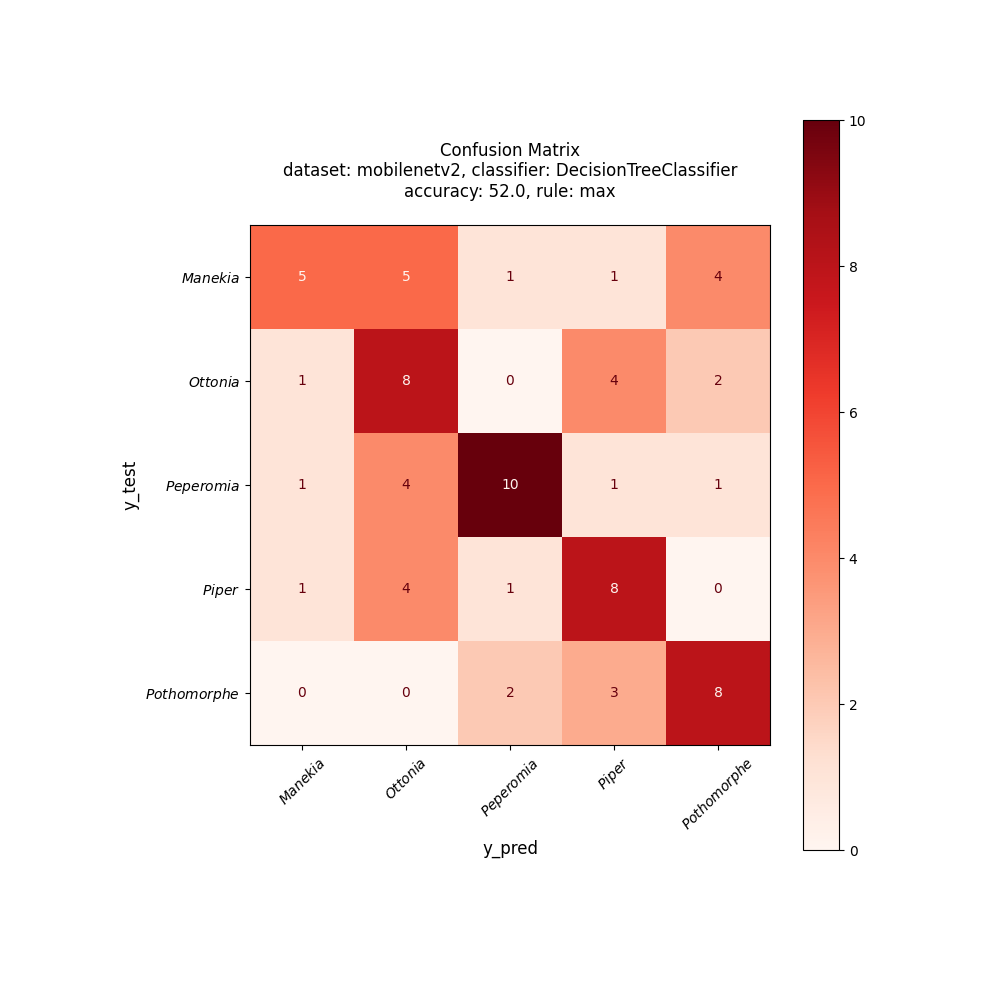 Confusion Matrix
dataset: mobilenetv2, classifier: DecisionTreeClassifier
accuracy: 52.0, rule: max
10
8
6
4
2
0
y_test
Manekia 5 5 1 1 4
Ottonia 1 8 0 4 2
Peperomia 1 4 10 1 1
Piper 1 4 1 8 0
Pothomorphe 0 0 2 3 8
Manekia Ottonia Peperomia Piper Pothomorphe
y_pred